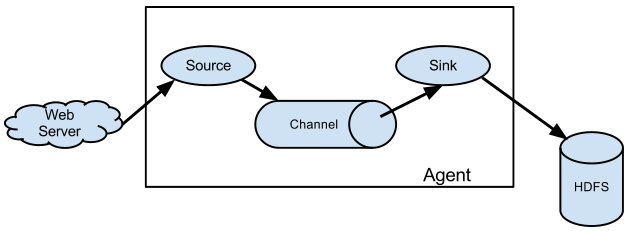 Web
Server
Source
Channel
Sink
Agent
HDFS